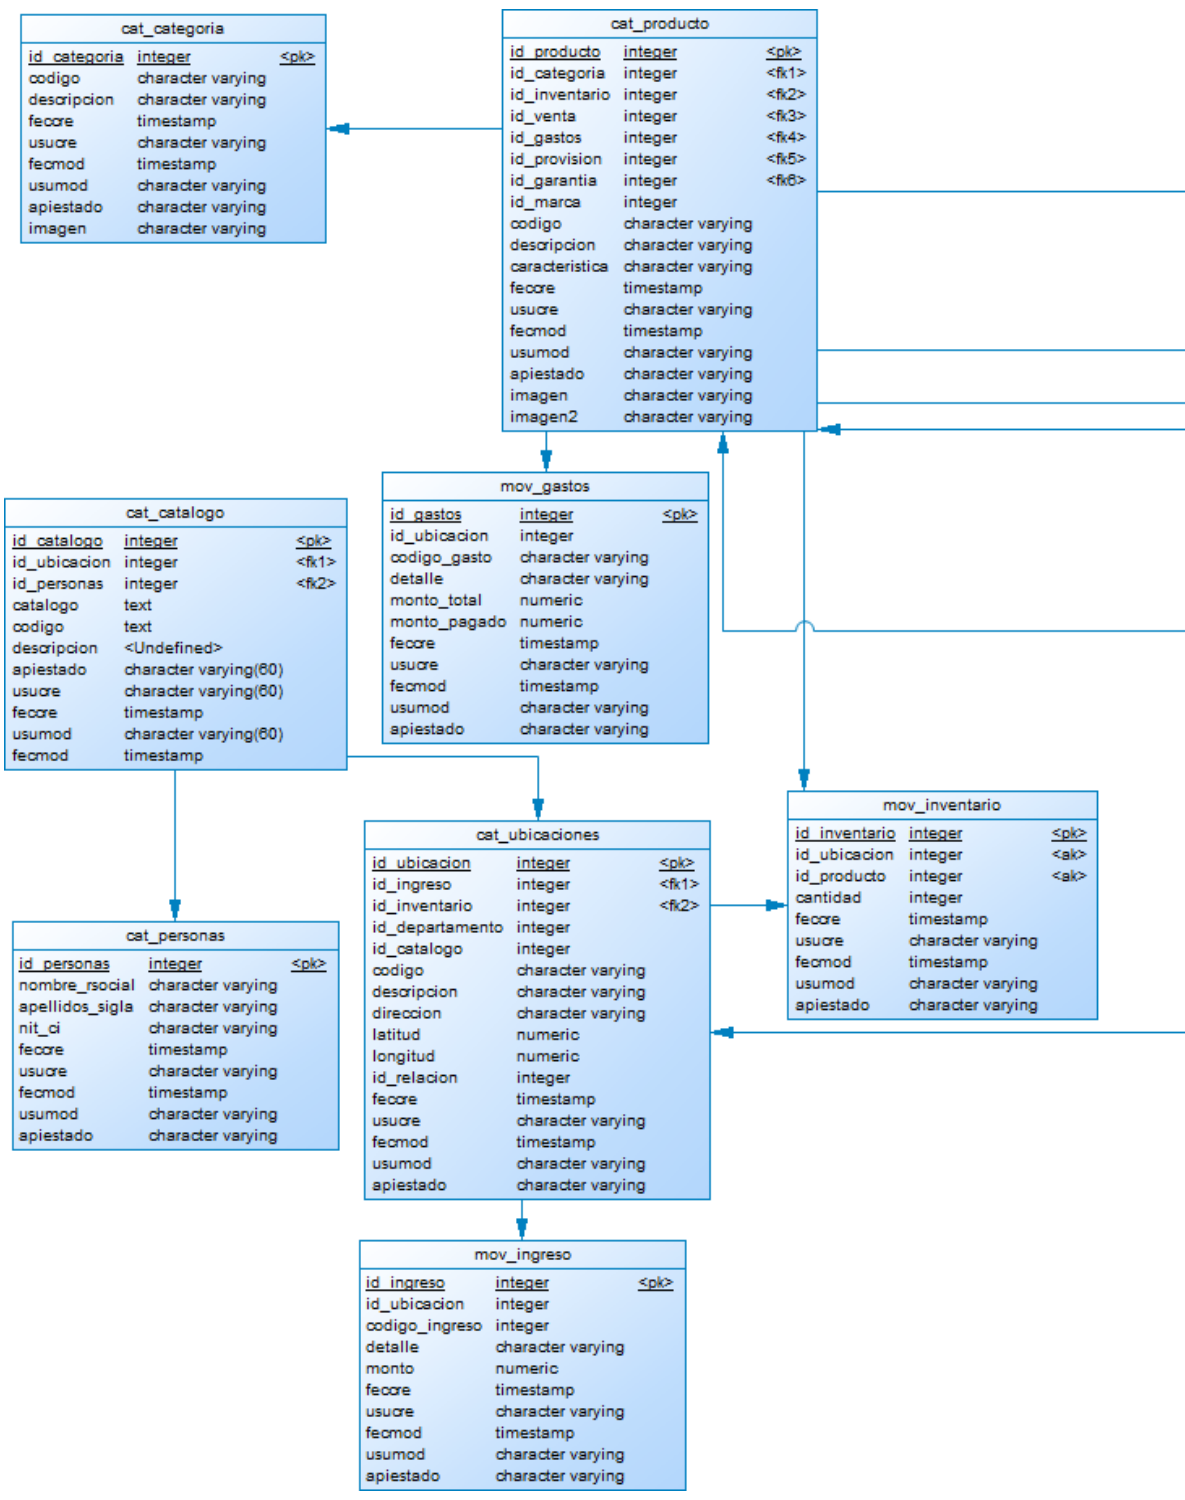 cat_categoria
id_categoria integer <pk>
codigo character varying
descripcion character varying
feccre timestamp
usucre character varying
fecmod timestamp
usumod character varying
apiestado character varying
imagen character varying
cat_producto
id_producto integer <pk>
id_categoria integer <fk1>
id_inventario integer <fk2>
id_venta integer <fk3>
id_gastos integer <fk4>
id_provision integer <fk5>
id_garantia integer <fk6>
id_marca integer
codigo character varying
descripcion character varying
caracteristica character varying
feccre timestamp
usucre character varying
fecmod timestamp
usumod character varying
apiestado character varying
imagen character varying
imagen2 character varying
mov_gastos
id_gastos integer <pk>
id_ubicacion integer
codigo_gasto character varying
detalle character varying
monto_total numeric
monto_pagado numeric
feccre timestamp
usucre character varying
fecmod timestamp
usumod character varying
apiestado character varying
cat_catalogo
id_catalogo integer <pk>
id_ubicacion integer <fk1>
id_personas integer <fk2>
catalogo text
codigo text
descripcion <Undefined>
apiestado character varying(60)
usucre character varying(60)
feccre timestamp
usumod character varying(60)
fecmod timestamp
cat_ubicaciones
id_ubicacion integer <pk>
id_ingreso integer <fk1>
id_inventario integer <fk2>
id_departamento integer
id_catalogo integer
codigo character varying
descripcion character varying
direccion character varying
latitud numeric
longitud numeric
id_relacion integer
feccre timestamp
usucre character varying
fecmod timestamp
usumod character varying
apiestado character varying
mov_inventario
id_inventario integer <pk>
id_ubicacion integer <ak>
id_producto integer <ak>
cantidad integer
feccre timestamp
usucre character varying
fecmod timestamp
usumod character varying
apiestado character varying
cat_personas
id_personas integer <pk>
nombre_rsocial character varying
apellidos_sigla character varying
nit_ci character varying
feccre timestamp
usucre character varying
fecmod timestamp
usumod character varying
apiestado character varying
mov_ingreso
id_ingreso integer <pk>
id_ubicacion integer
codigo_ingreso integer
detalle character varying
monto numeric
feccre timestamp
usucre character varying
fecmod timestamp
usumod character varying
apiestado character varying